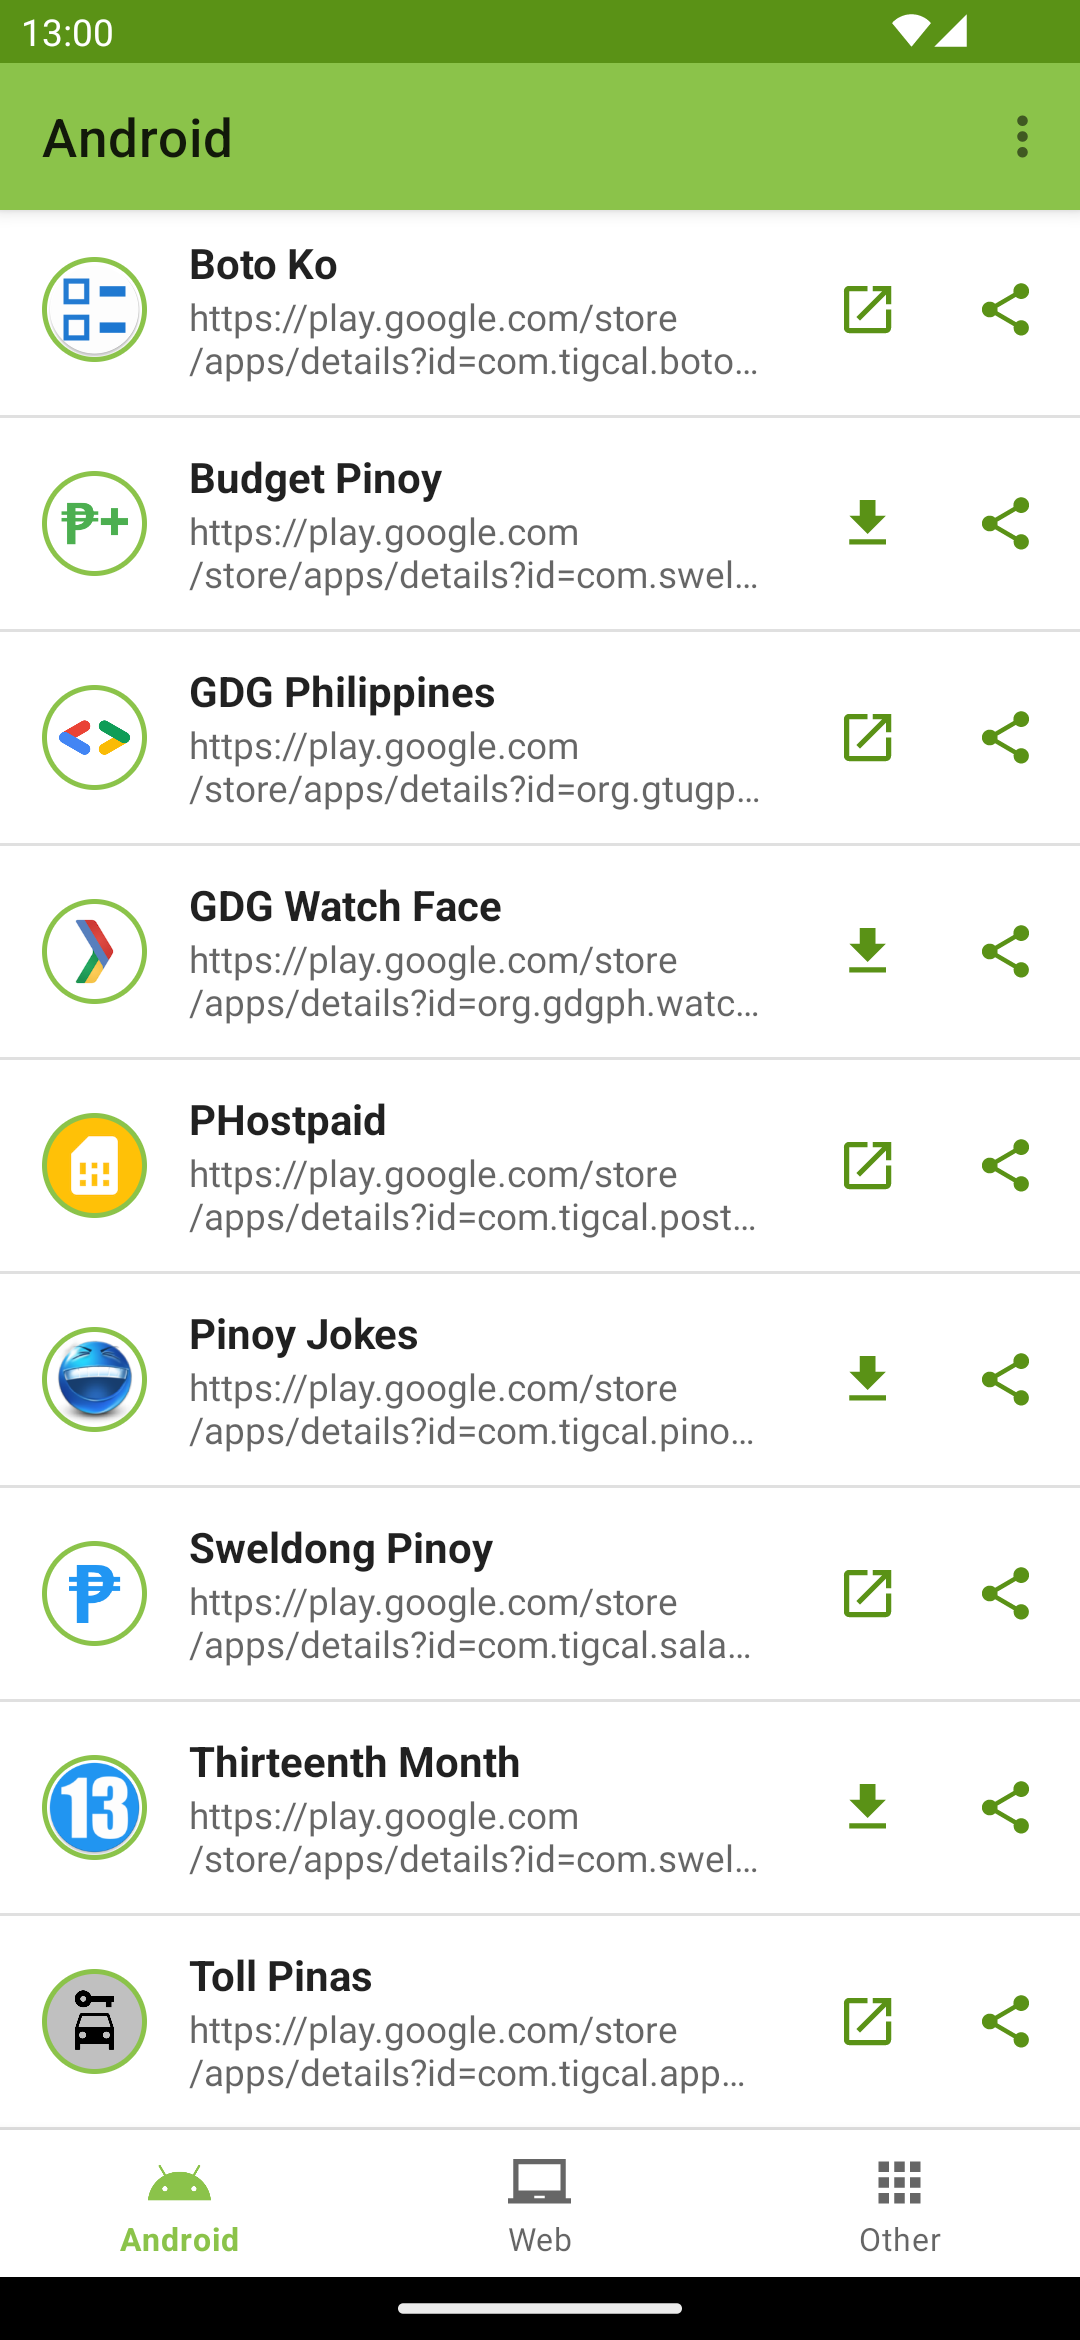 13:00
Android
Boto Ko
https://play.google.com/store
/apps/details?id=com.tigcal.boto…
₱+
Budget Pinoy
https://play.google.com
/store/apps/details?id=com.swel…
GDG Philippines
https://play.google.com
/store/apps/details?id=org.gtugp…
GDG Watch Face
https://play.google.com/store
/apps/details?id=org.gdgph.watc…
PHostpaid
https://play.google.com/store
/apps/details?id=com.tigcal.post…
Pinoy Jokes
https://play.google.com/store
/apps/details?id=com.tigcal.pino…
₱
Sweldong Pinoy
https://play.google.com/store
/apps/details?id=com.tigcal.sala…
13
Thirteenth Month
https://play.google.com
/store/apps/details?id=com.swel…
Toll Pinas
https://play.google.com/store
/apps/details?id=com.tigcal.app…
Android
Web
Other